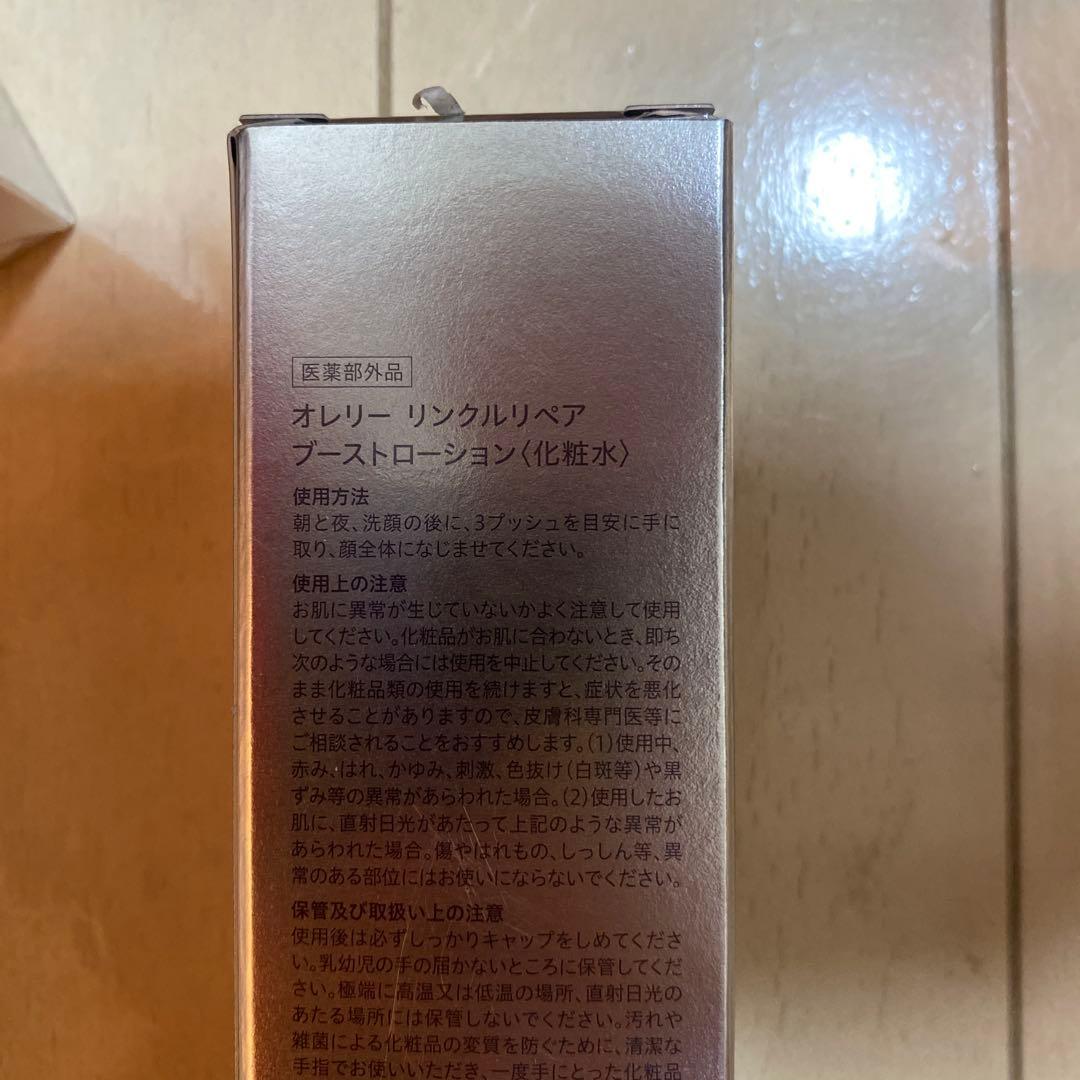 医薬部外品
オレリー リンクルリペア
ブーストローション〈化粧水〉
使用方法
朝と夜、洗顔の後に、3プッシュを目安に手に
取り、顔全体になじませてください。
使用上の注意
お肌に異常が生じていないかよく注意して使用
してください。化粧品がお肌に合わないとき、即ち
次のような場合には使用を中止してください。その
まま化粧品類の使用を続けますと、症状を悪化
させることがありますので、皮膚科専門医等に
ご相談されることをおすすめします。(1)使用中、
赤み、はれ、かゆみ、刺激、色抜け(白斑等)や黒
ずみ等の異常があらわれた場合。(2)使用したお
肌に、直射日光があたって上記のような異常が
あらわれた場合。傷やはれもの、しっしん等、異
常のある部位にはお使いにならないでください。
保管及び取扱い上の注意
使用後は必ずしっかりキャップをしめてくださ
い。乳幼児の手の届かないところに保管してくだ
さい。極端に高温又は低温の場所、直射日光の
あたる場所には保管しないでください。汚れや
雑菌による化粧品の変質を防ぐために、清潔な
手指でお使いいただき、一度手にとった化粧品